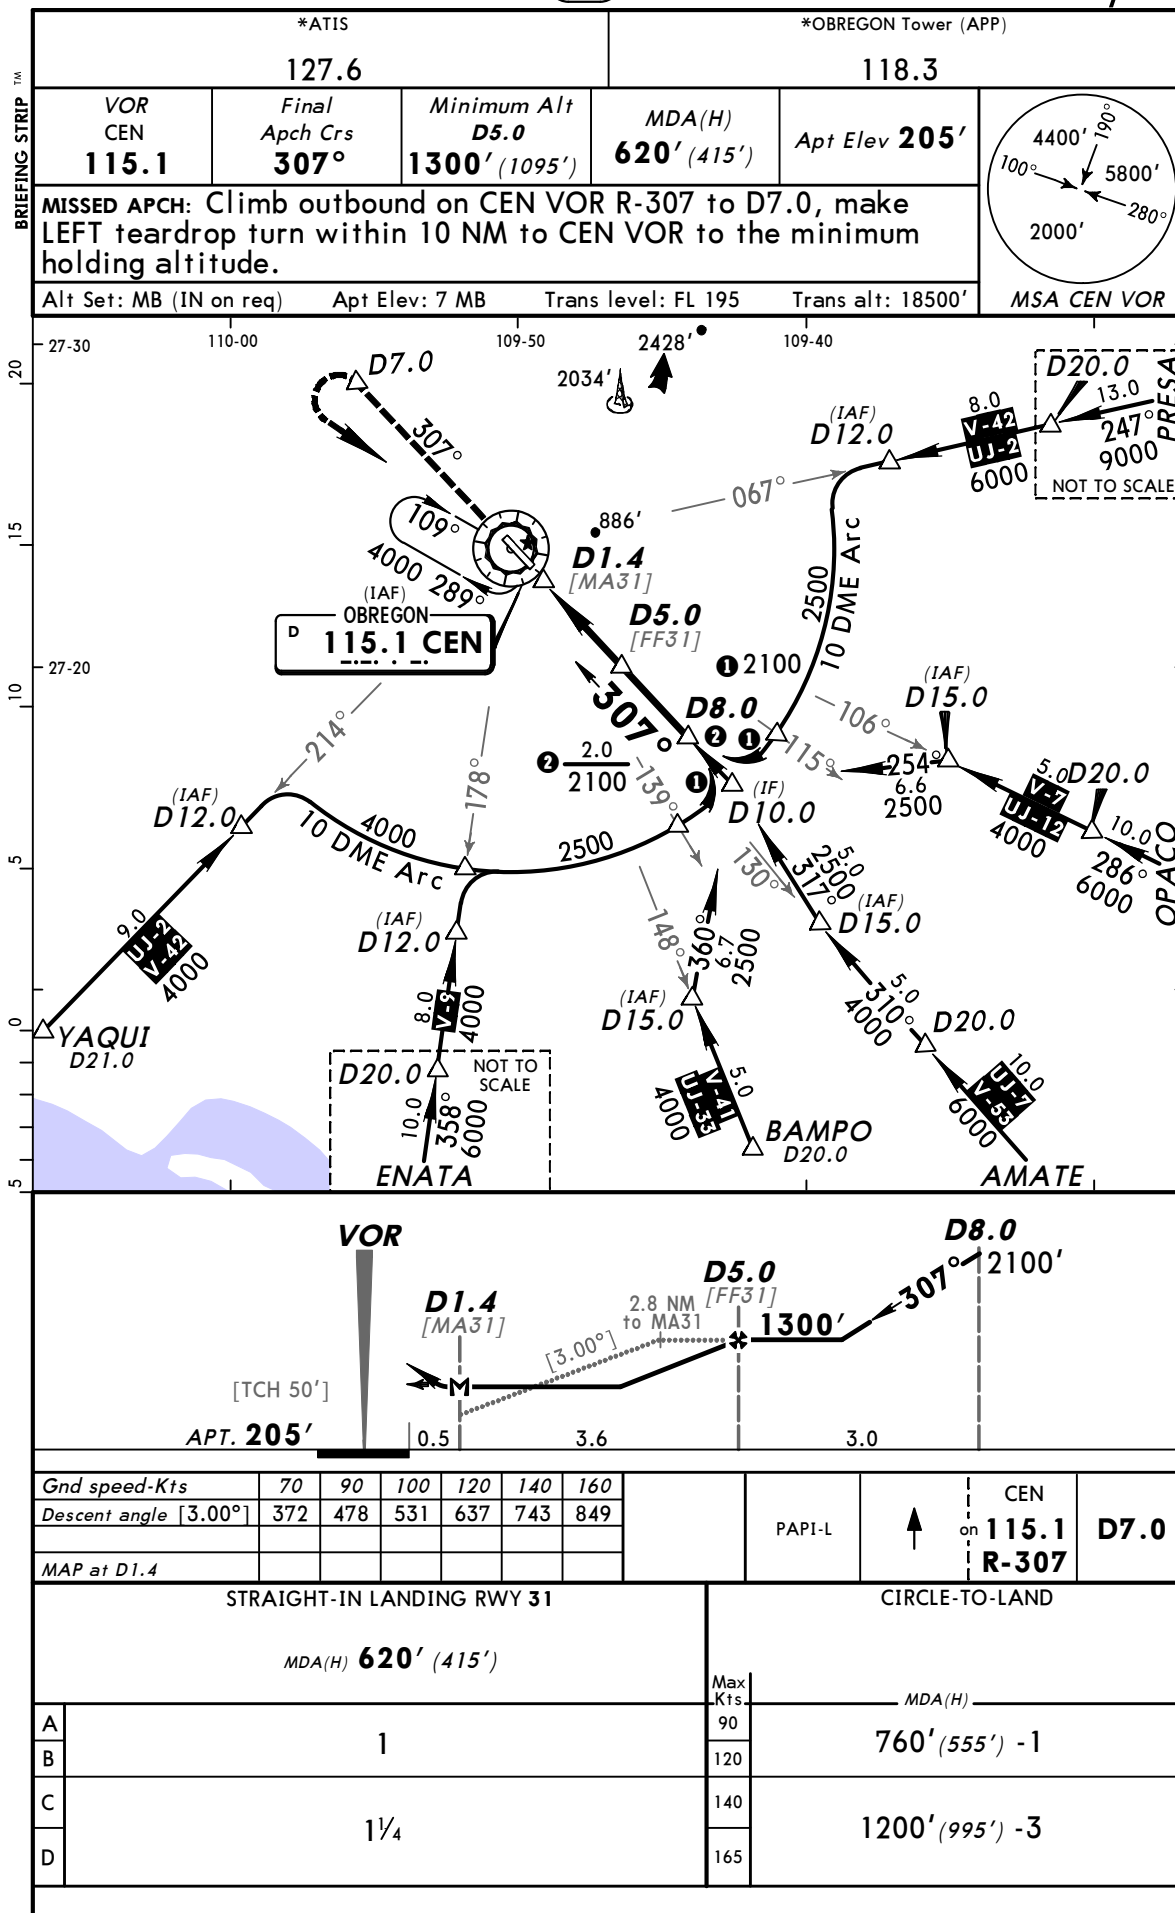 *ATIS
127.6
*OBREGON Tower (APP)
118.3
BRIEFING STRIP TM
VOR
CEN
115.1
Final
Apch Crs
307°
Minimum Alt
D5.0
1300' (1095')
MDA(H)
620' (415')
Apt Elev 205'
4400'
190°
100°
5800'
280°
2000'
MSA CEN VOR
MISSED APCH: Climb outbound on CEN VOR R-307 to D7.0, make
LEFT teardrop turn within 10 NM to CEN VOR to the minimum
holding altitude.
Alt Set: MB (IN on req) Apt Elev: 7 MB Trans level: FL 195 Trans alt: 18500'
27-30
110-00
109-50
109-40
20
15
10
5
0
5
27-20
D7.0
307°
2034'
2428'
886'
(IAF)
D12.0
8.0
V-42
UJ-2
6000
D20.0
13.0
247°
9000
PRESA
NOT TO SCALE
067°
109°
4000 289°
(IAF)
OBREGON
D 115.1 CEN
D1.4
[MA31]
D5.0
[FF31]
307°
2500
10 DME Arc
1 2100
D8.0
2
1
2 2.0
2100
1
(IF)
D10.0
106°
115°
(IAF)
D15.0
254°
6.6
2500
5.0
V-7
UJ-12
4000
D20.0
10.0
286°
6000
OPACO
214°
178°
139°
(IAF)
D12.0
4000
10 DME Arc
2500
9.0
UJ-2
V-42
4000
YAQUI
D21.0
(IAF)
D12.0
8.0
V-9
4000
D20.0
NOT TO
SCALE
10.0
358°
6000
ENATA
148°
360°
6.7
2500
(IAF)
D15.0
5.0
V-41
UJ-33
4000
BAMPO
D20.0
130°
5.0
2500
317°
(IAF)
D15.0
5.0
310°
4000
D20.0
10.0
UJ-7
V-53
6000
AMATE
VOR
D8.0
2100'
307°
D5.0
[FF31]
1300'
2.8 NM
to MA31
D1.4
[MA31]
[3.00°]
M
[TCH 50']
APT. 205'
0.5
3.6
3.0
Gnd speed-Kts 70 90 100 120 140 160
Descent angle [3.00°] 372 478 531 637 743 849
MAP at D1.4
PAPI-L
on
CEN
115.1
R-307
D7.0
STRAIGHT-IN LANDING RWY 31
MDA(H) 620' (415')
CIRCLE-TO-LAND
Max
Kts
MDA(H)
A
B
1
90
120
760' (555') -1
C
D
1¼
140
165
1200' (995') -3